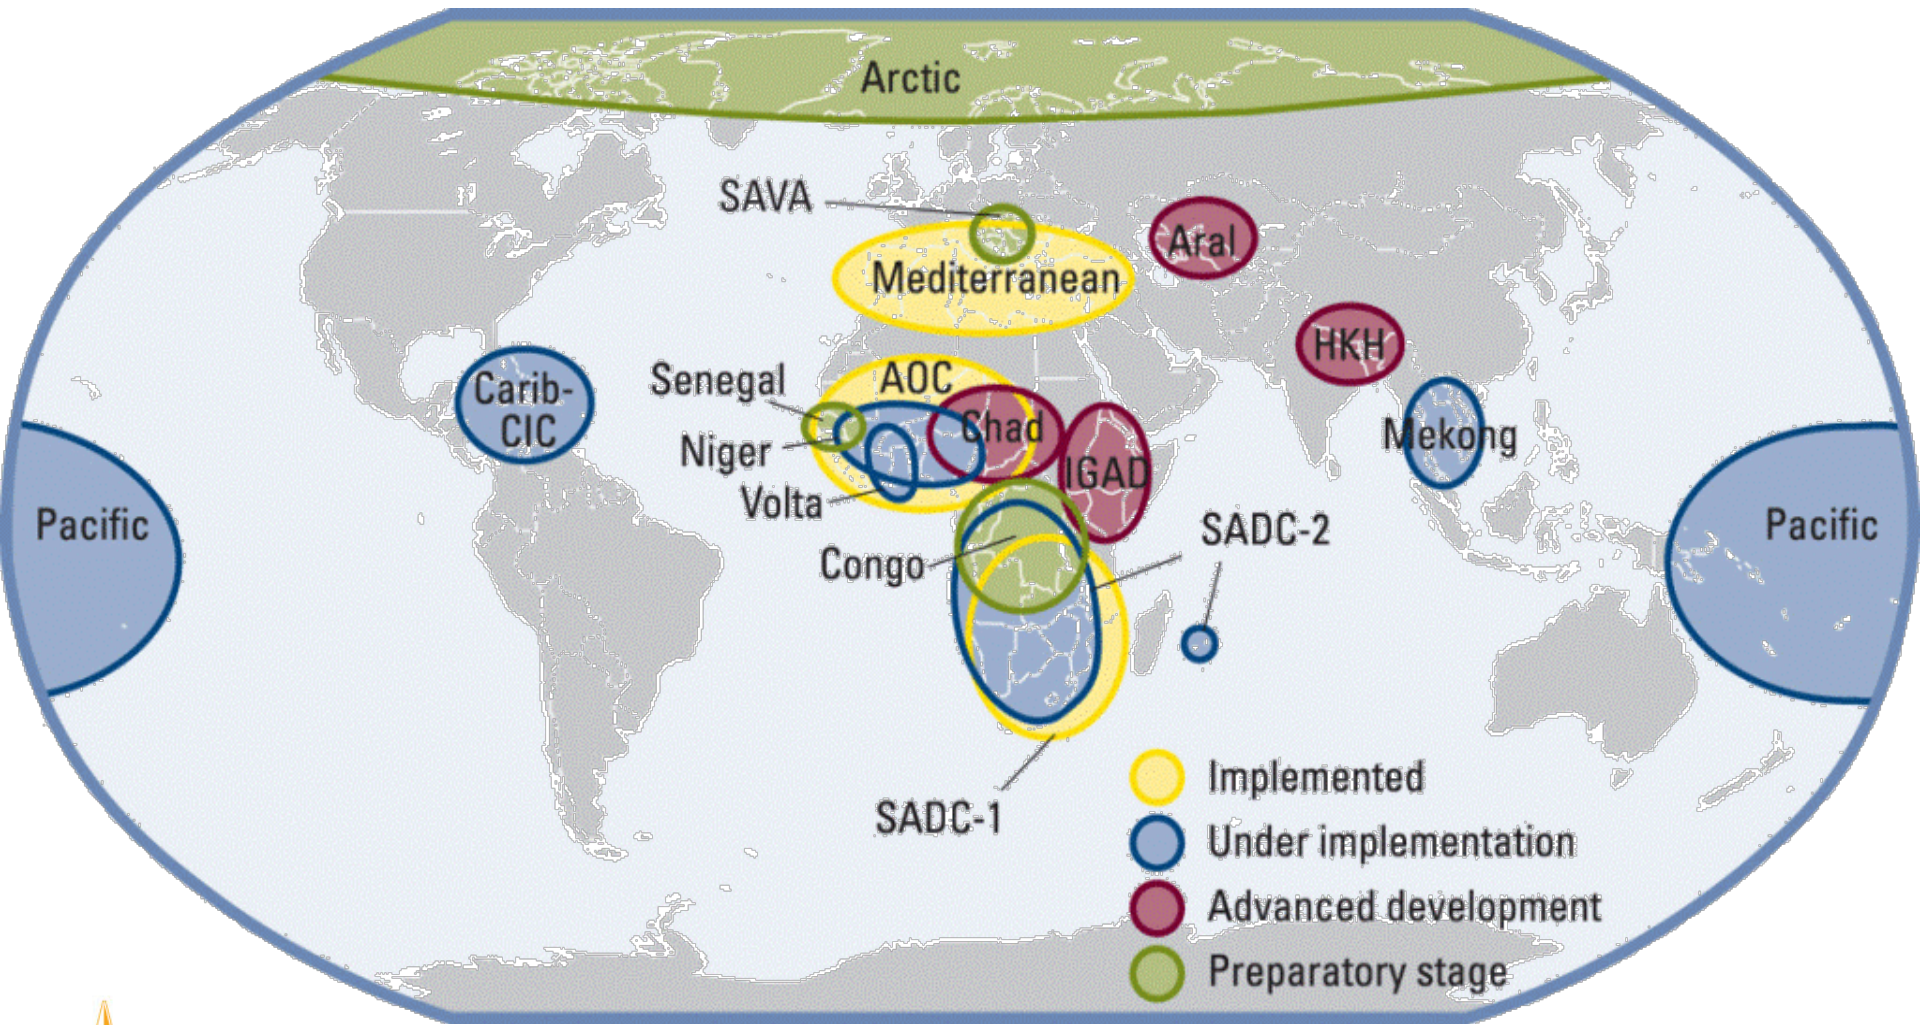 Arctic
SAVA
Aral
Mediterranean
HKH
Senegal
AOC
Carib-
CIC
Chad
Mekong
Niger
IGAD
Volta
Pacific
SADC-2
Pacific
Congo
SADC-1
Implemented
Under implementation
Advanced development
Preparatory stage